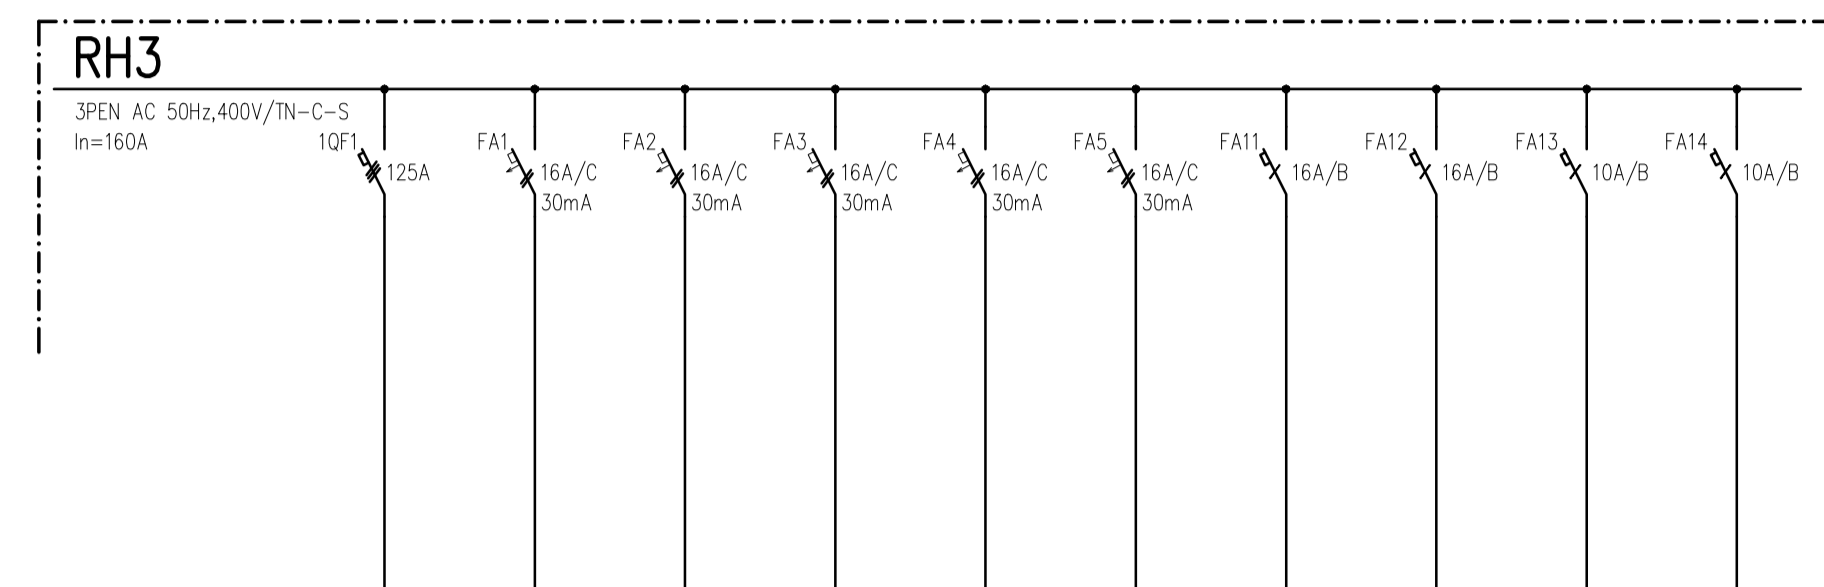 RH3
3PEN AC 50Hz,400V/TN-C-S
In=160A
1QF1
125A
FA1
16A/C
30mA
FA2
16A/C
30mA
FA3
16A/C
30mA
FA4
16A/C
30mA
FA5
16A/C
30mA
FA11
16A/B
FA12
16A/B
FA13
10A/B
FA14
10A/B